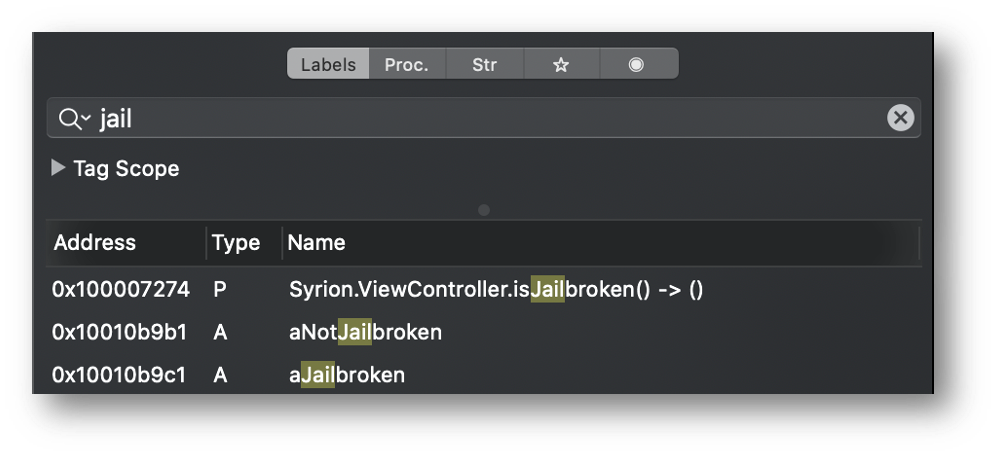 Labels Proc. Str
jail
Tag Scope
Address Type Name
0x100007274 P Syrion.ViewController.isJailbroken() -> ()
0x10010b9b1 A aNotJailbroken
0x10010b9c1 A aJailbroken